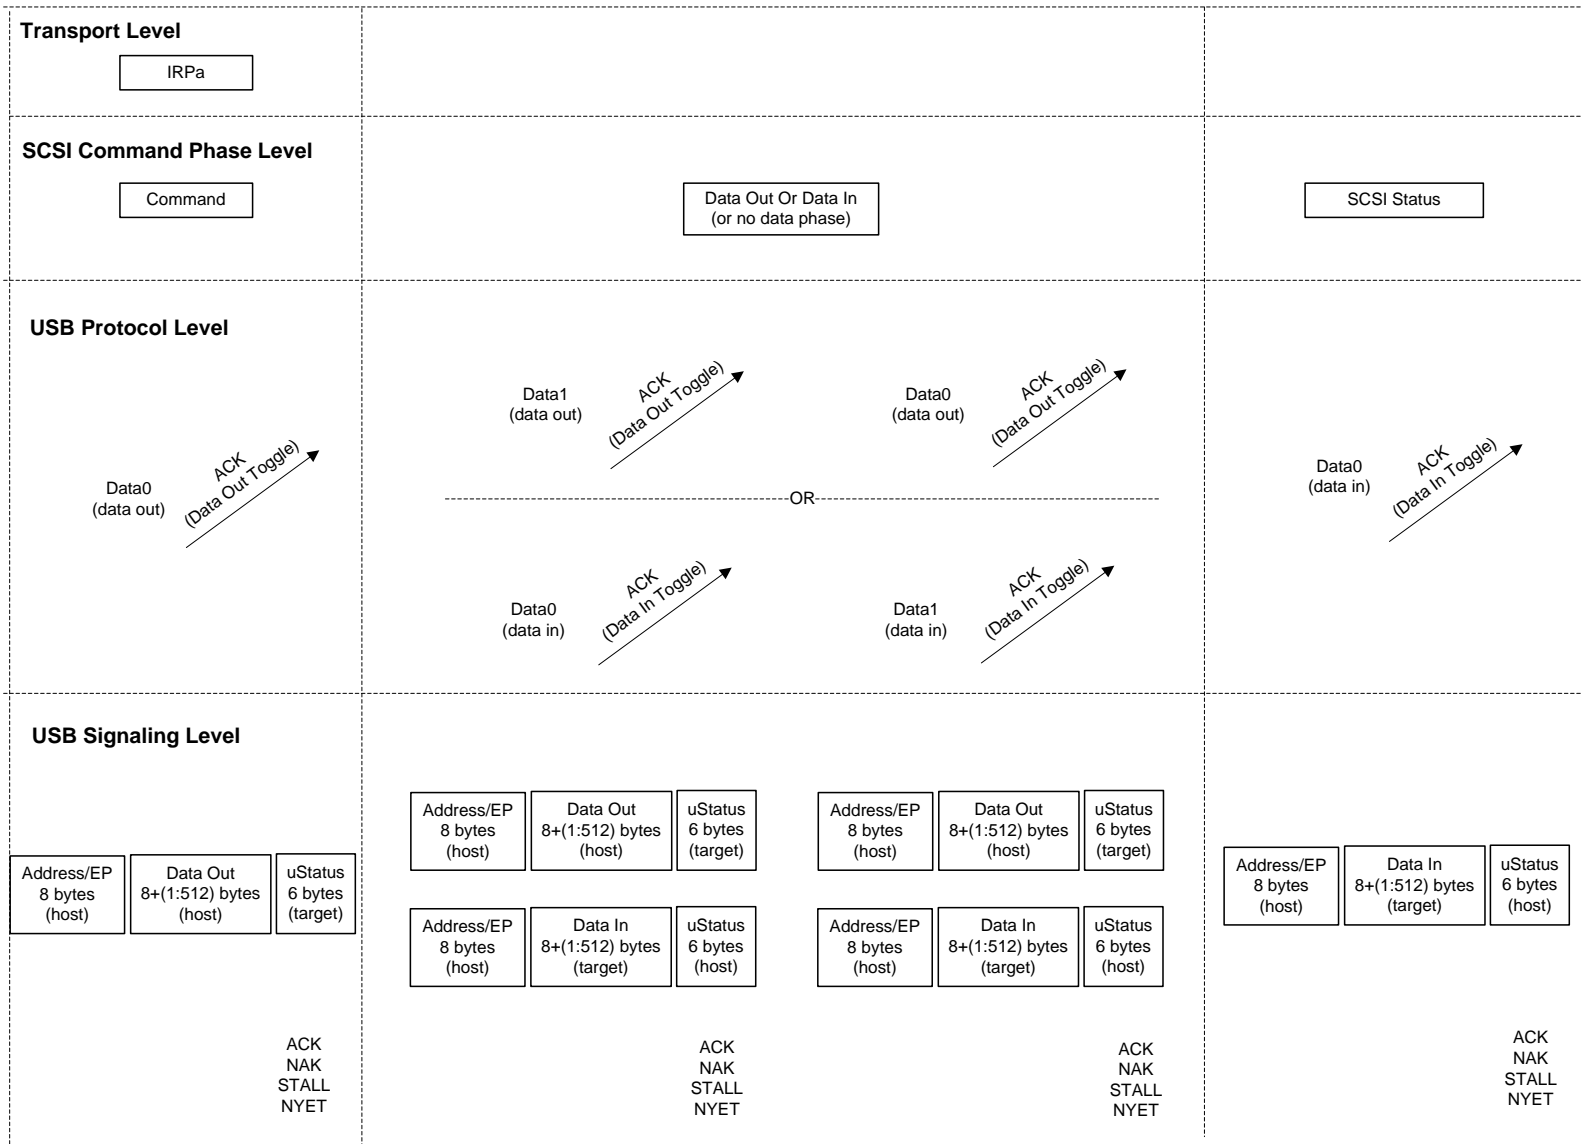 Transport Level
IRPa
SCSI Command Phase Level
Command
Data Out Or Data In
(or no data phase)
SCSI Status
USB Protocol Level
Data0
(data out)
ACK
(Data Out Toggle)
Data1
(data out)
ACK
(Data Out Toggle)
Data0
(data out)
ACK
(Data Out Toggle)
OR
Data0
(data in)
ACK
(Data In Toggle)
Data1
(data in)
ACK
(Data In Toggle)
Data0
(data in)
ACK
(Data In Toggle)
USB Signaling Level
Address/EP
8 bytes
(host)
Data Out
8+(1:512) bytes
(host)
uStatus
6 bytes
(target)
Address/EP
8 bytes
(host)
Data Out
8+(1:512) bytes
(host)
uStatus
6 bytes
(target)
Address/EP
8 bytes
(host)
Data Out
8+(1:512) bytes
(host)
uStatus
6 bytes
(target)
Address/EP
8 bytes
(host)
Data In
8+(1:512) bytes
(target)
uStatus
6 bytes
(host)
Address/EP
8 bytes
(host)
Data In
8+(1:512) bytes
(target)
uStatus
6 bytes
(host)
Address/EP
8 bytes
(host)
Data In
8+(1:512) bytes
(target)
uStatus
6 bytes
(host)
ACK
NAK
STALL
NYET
ACK
NAK
STALL
NYET
ACK
NAK
STALL
NYET
ACK
NAK
STALL
NYET